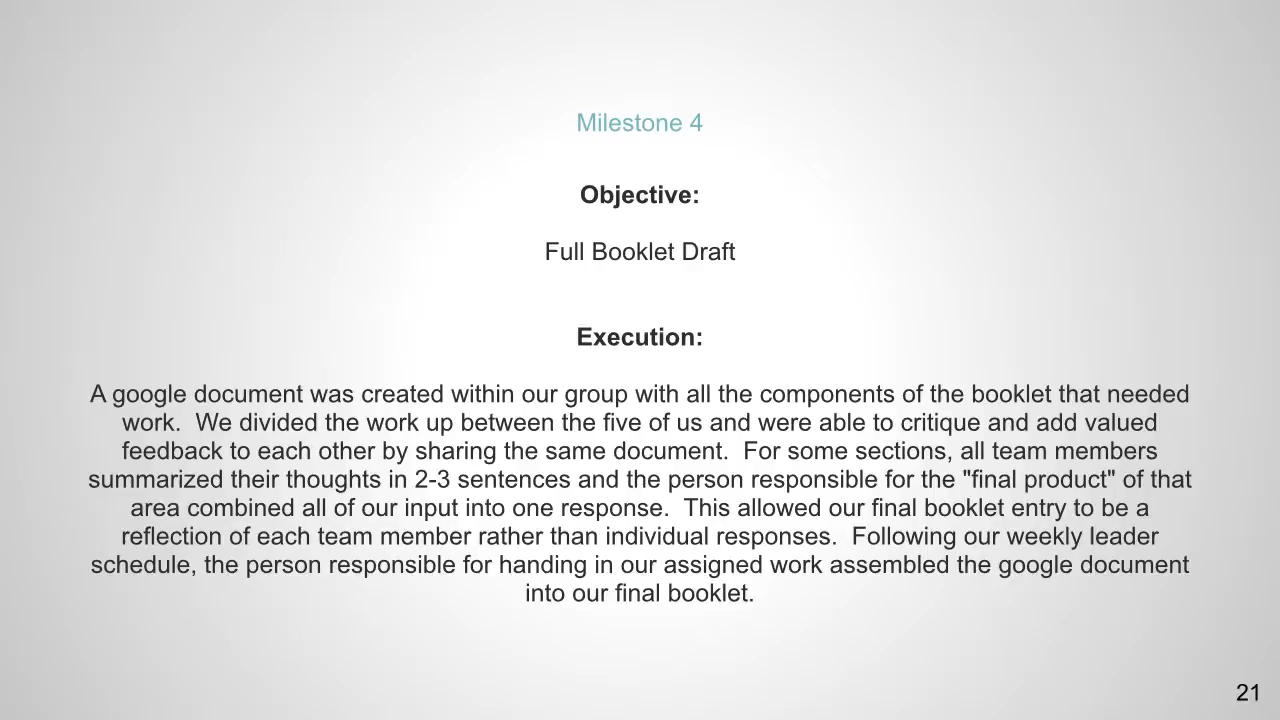 Milestone 4
Objective:
Full Booklet Draft
Execution:
A google document was created within our group with all the components of the booklet that needed
work.  We divided the work up between the five of us and were able to critique and add valued
feedback to each other by sharing the same document.  For some sections, all team members
summarized their thoughts in 2-3 sentences and the person responsible for the "final product" of that
area combined all of our input into one response.  This allowed our final booklet entry to be a
reflection of each team member rather than individual responses.  Following our weekly leader
schedule, the person responsible for handing in our assigned work assembled the google document
into our final booklet.
21